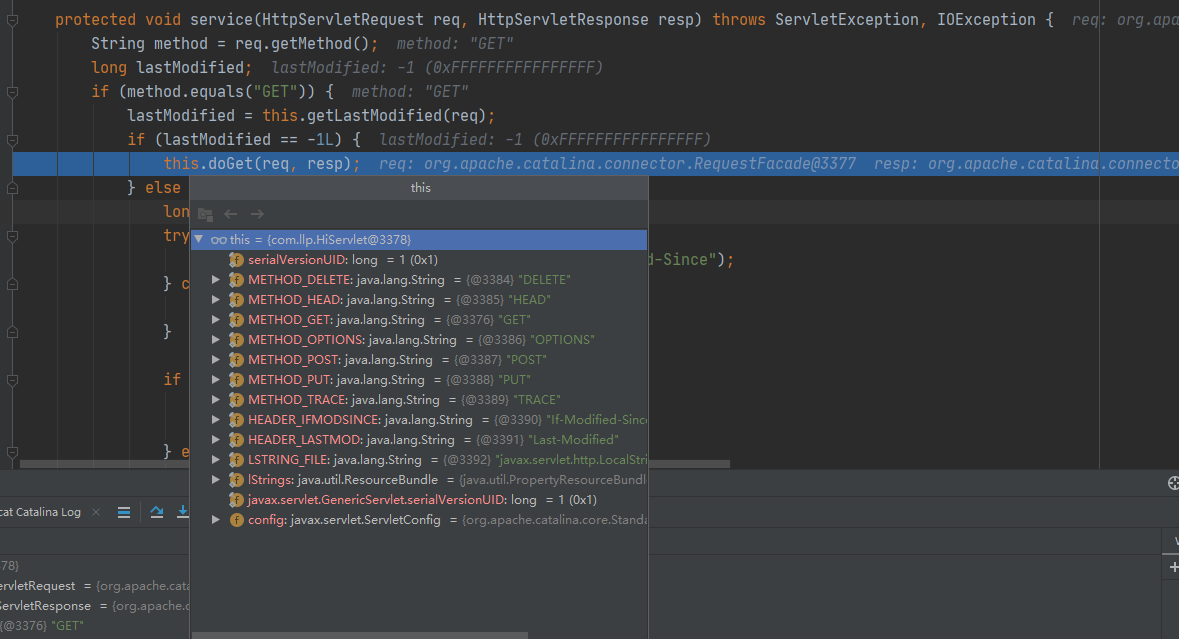 protected void service(HttpServletRequest req, HttpServletResponse resp) throws ServletException, IOException { req: org.apa
String method = req.getMethod(); method: "GET"
long lastModified; lastModified: -1 (0xFFFFFFFFFFFFFFFF)
if (method.equals("GET")) { method: "GET"
lastModified = this.getLastModified(req);
if (lastModified == -1L) { lastModified: -1 (0xFFFFFFFFFFFFFFFF)
this.doGet(req, resp); req: org.apache.catalina.connector.RequestFacade@3377 resp: org.apache.catalina.connecto
} else
this
lon
try
this = {com.llp.HiServlet@3378}
serialVersionUID: long = 1 (0x1)
d-Since");
} c
METHOD_DELETE: java.lang.String = {@3384} "DELETE"
METHOD_HEAD: java.lang.String = {@3385} "HEAD"
METHOD_GET: java.lang.String = {@3376} "GET"
}
METHOD_OPTIONS: java.lang.String = {@3386} "OPTIONS"
METHOD_POST: java.lang.String = {@3387} "POST"
if
METHOD_PUT: java.lang.String = {@3388} "PUT"
METHOD_TRACE: java.lang.String = {@3389} "TRACE"
HEADER_IFMODSINCE: java.lang.String = {@3390} "If-Modified-Since
HEADER_LASTMOD: java.lang.String = {@3391} "Last-Modified"
} e
LSTRING_FILE: java.lang.String = {@3392} "javax.servlet.http.LocalStri
lStrings: java.util.ResourceBundle = {java.util.PropertyResourceBundl
javax.servlet.GenericServlet.serialVersionUID: long = 1 (0x1)
cat Catalina Log
config: javax.servlet.ServletConfig = {org.apache.catalina.core.Standa
378}
ervletRequest = {org.apache.cata
ServletResponse = {org.apache.c
{@3376} "GET"